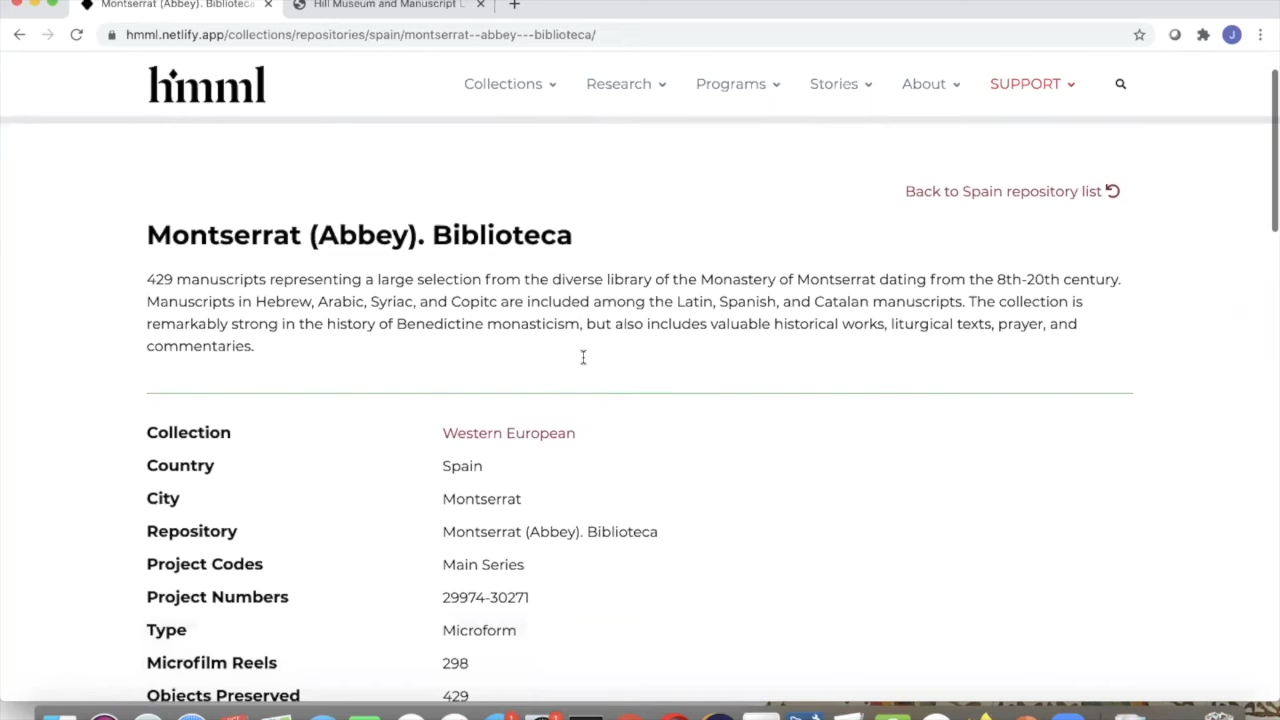 Montserrat (Abbey). Biblioteca
Hill Museum and Manuscript L
hmml.netlify.app/collections/repositories/spain/montserrat--abbey---biblioteca/
J
hmml
Collections
Research
Programs
Stories
About
SUPPORT
Back to Spain repository list
Montserrat (Abbey). Biblioteca
429 manuscripts representing a large selection from the diverse library of the Monastery of Montserrat dating from the 8th-20th century.
Manuscripts in Hebrew, Arabic, Syriac, and Copitc are included among the Latin, Spanish, and Catalan manuscripts. The collection is
remarkably strong in the history of Benedictine monasticism, but also includes valuable historical works, liturgical texts, prayer, and
commentaries.
Collection Western European
Country Spain
City Montserrat
Repository Montserrat (Abbey). Biblioteca
Project Codes Main Series
Project Numbers 29974-30271
Type Microform
Microfilm Reels 298
Objects Preserved 429